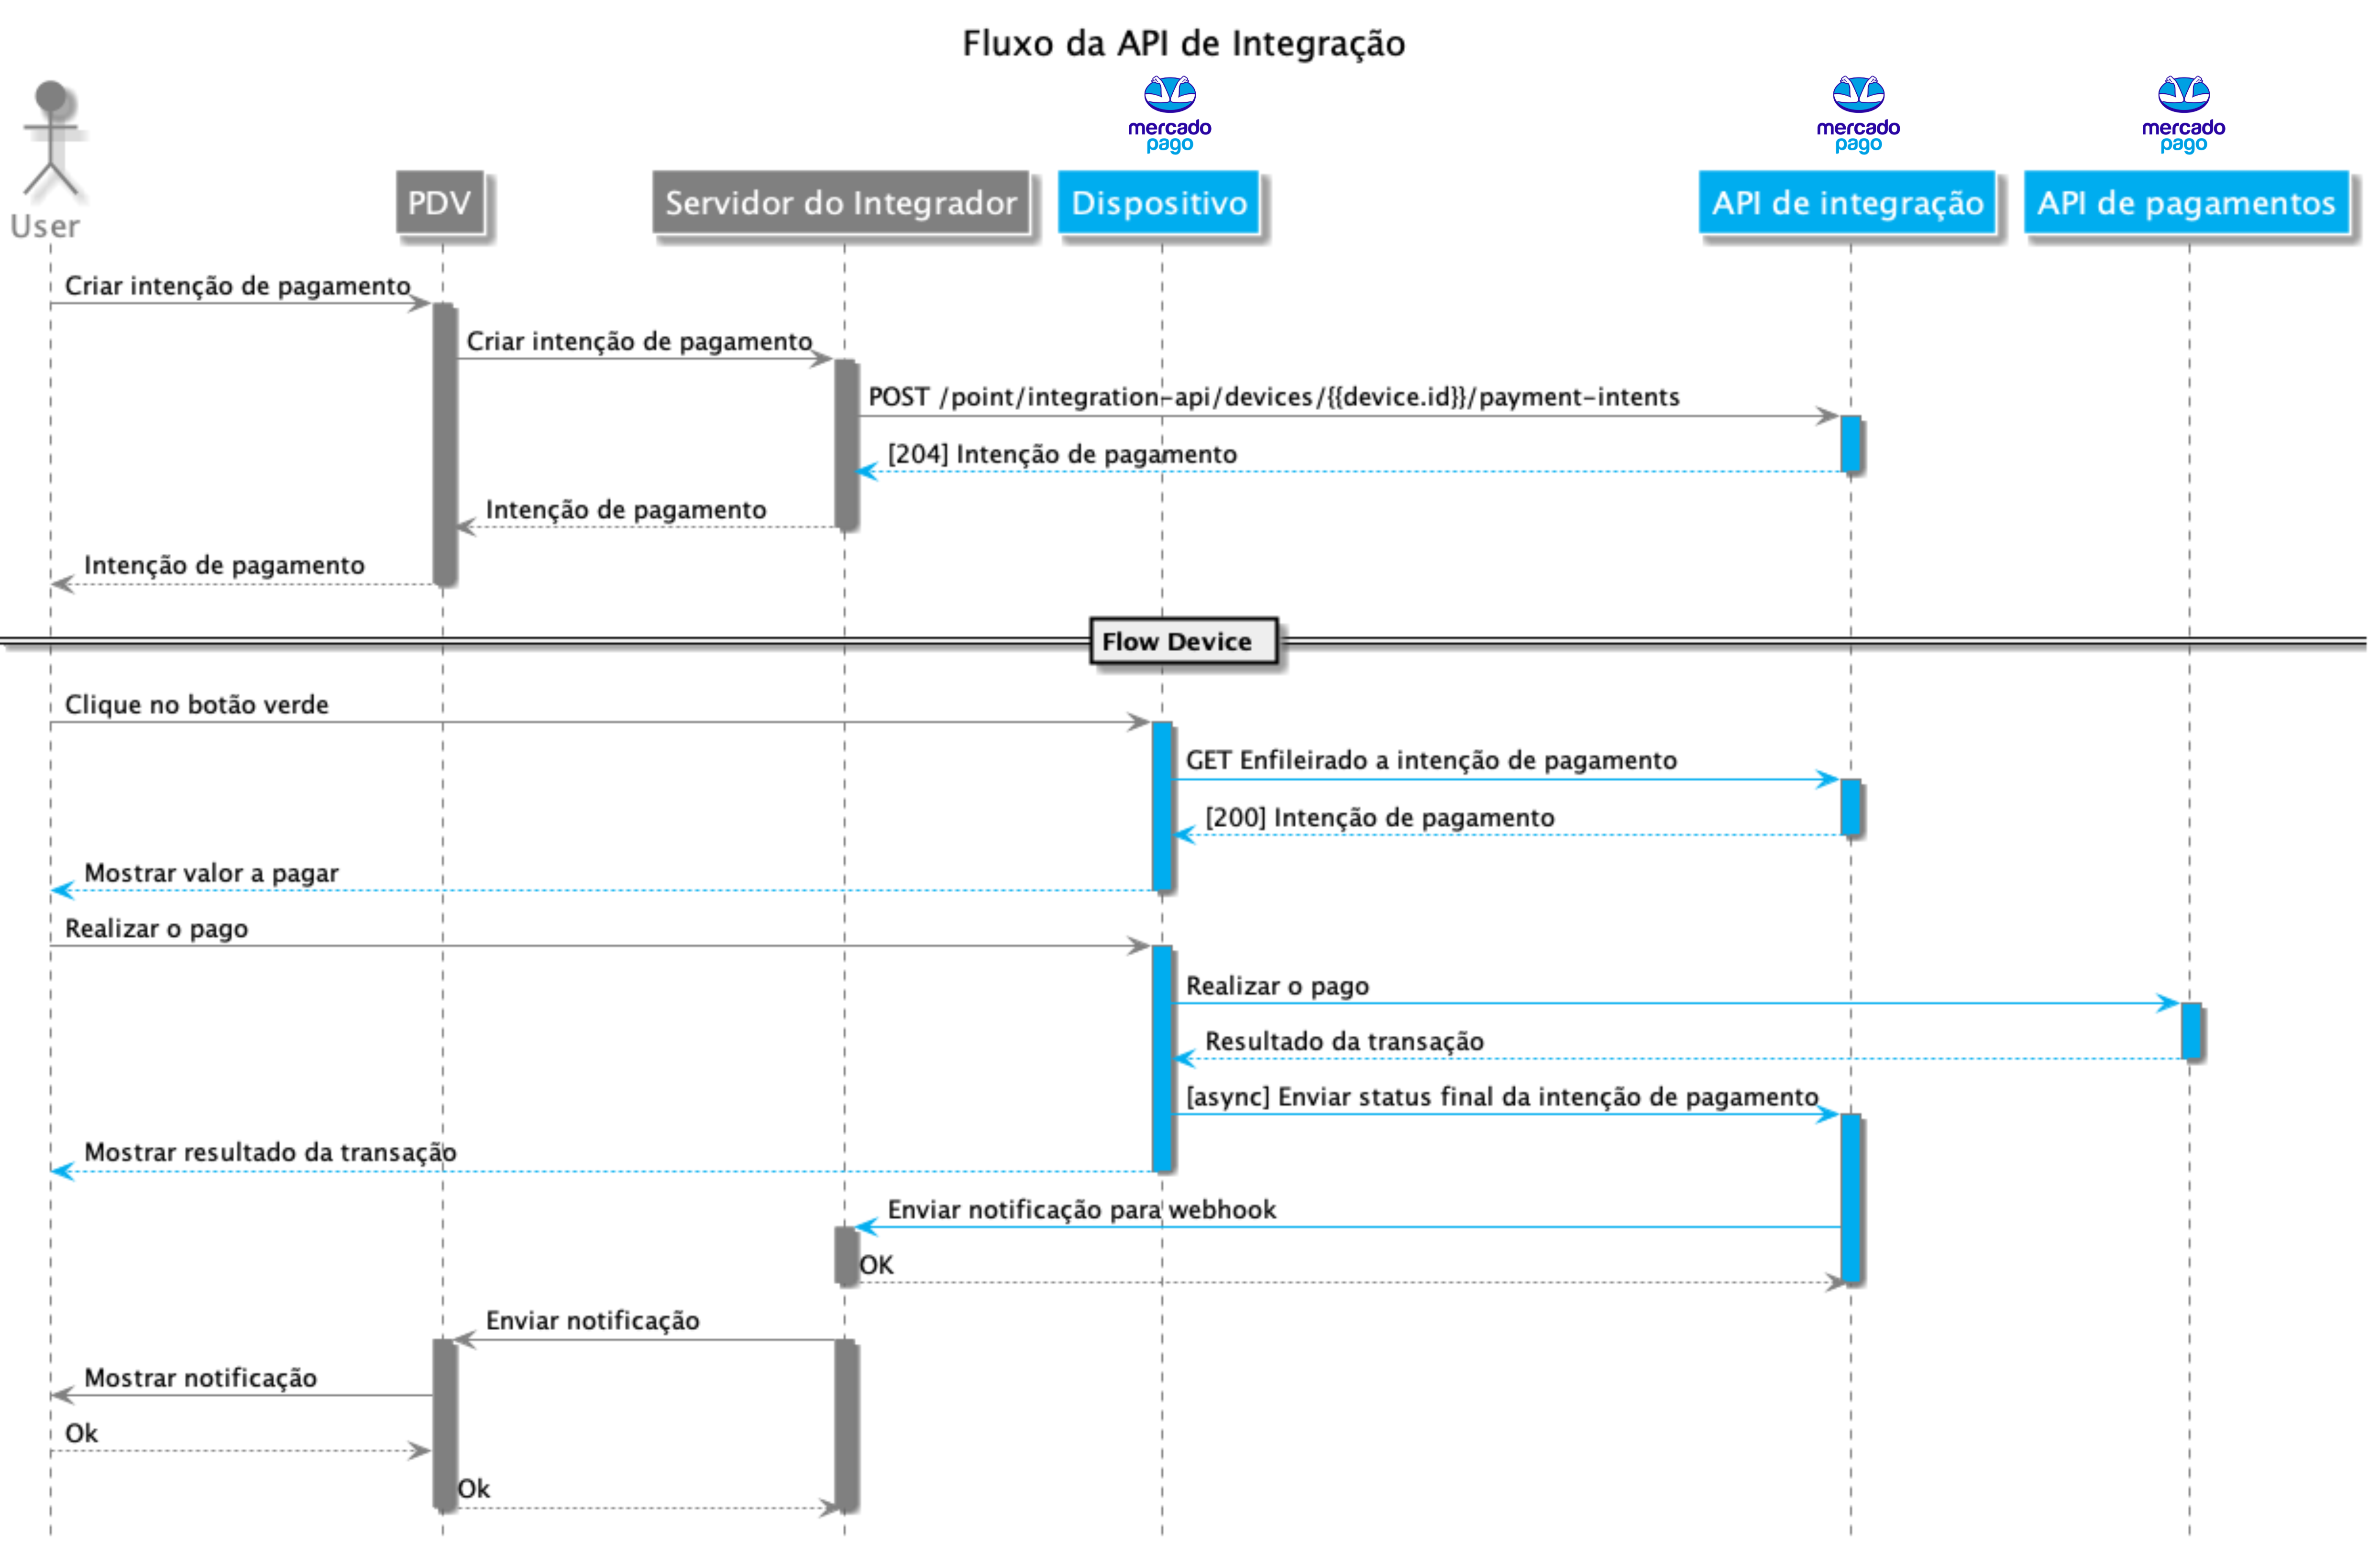 Fluxo da API de Integração
mercado
pago
mercado
pago
mercado
pago
User
PDV
Servidor do Integrador
Dispositivo
API de integração
API de pagamentos
Criar intenção de pagamento
Criar intenção de pagamento
POST /point/integration-api/devices/{{device.id}}/payment-intents
[204] Intenção de pagamento
Intenção de pagamento
Intenção de pagamento
Flow Device
Clique no botão verde
GET Enfileirado a intenção de pagamento
[200] Intenção de pagamento
Mostrar valor a pagar
Realizar o pago
Realizar o pago
Resultado da transação
[async] Enviar status final da intenção de pagamento
Mostrar resultado da transação
Enviar notificação para webhook
OK
Enviar notificação
Mostrar notificação
Ok
Ok